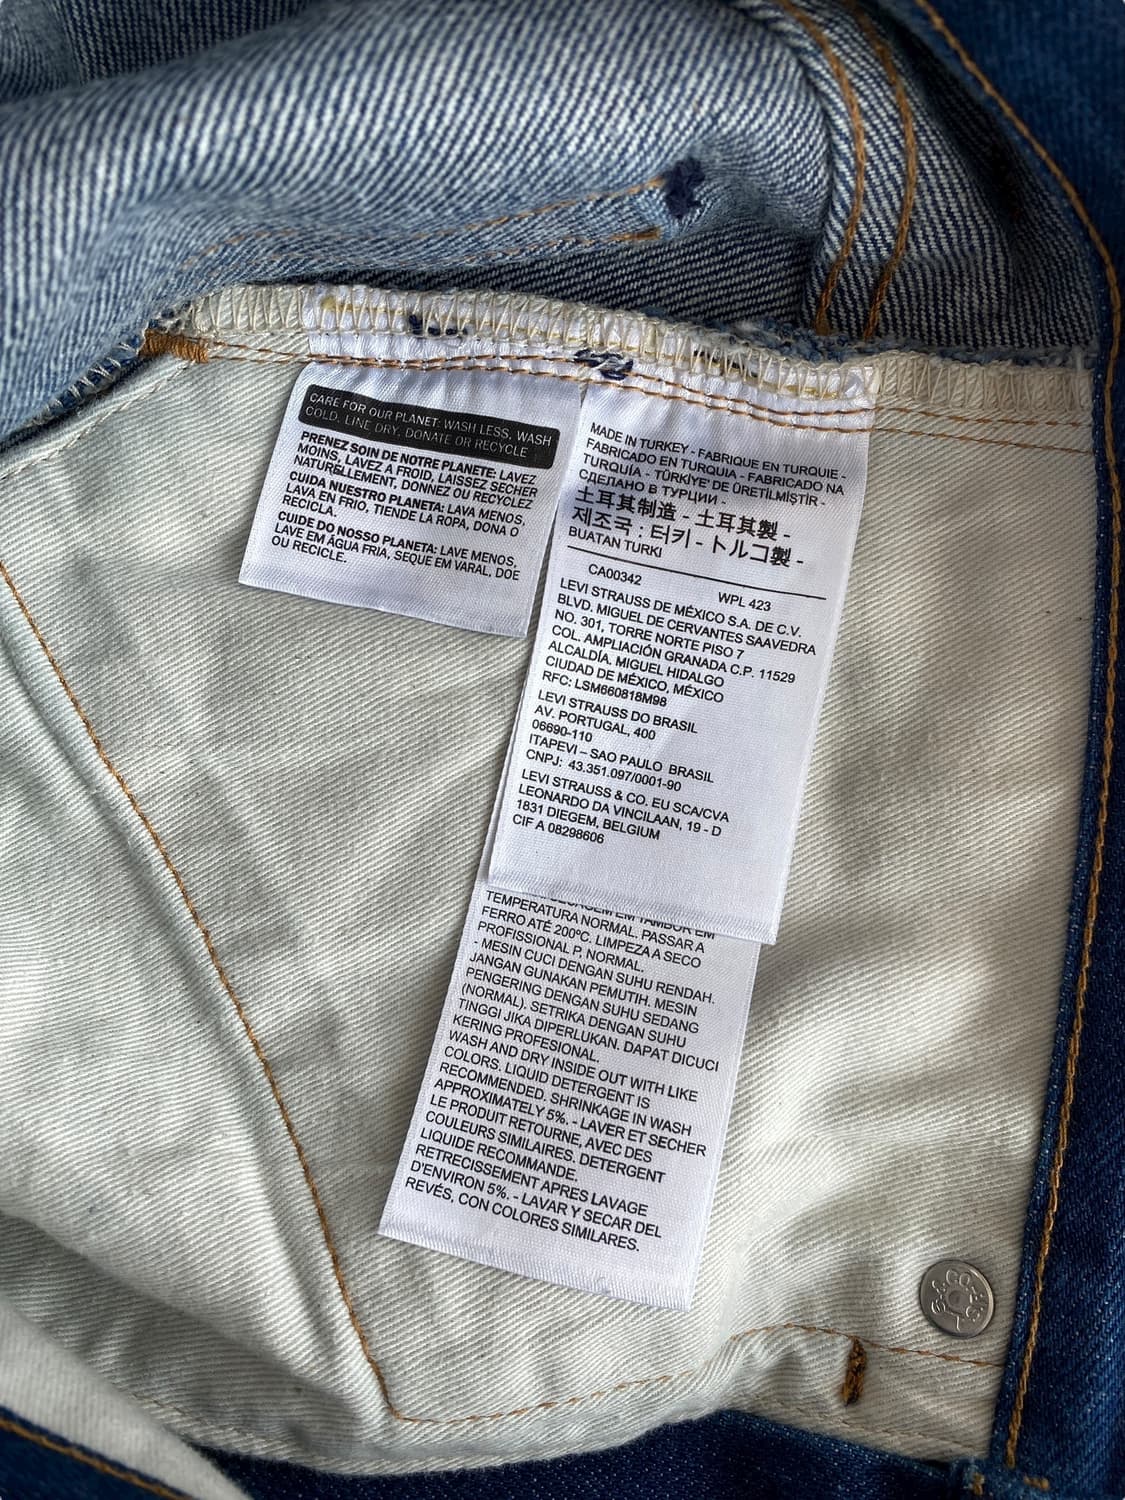 CARE FOR OUR PLANET: WASH LESS, WASH
COLD, LINE DRY, DONATE OR RECYCLE
PRENEZ SOIN DE NOTRE PLANETE: LAVEZ
MOINS, LAVEZ A FROID, LAISSEZ SECHER
NATURELLEMENT, DONNEZ OU RECYCLEZ
CUIDA NUESTRO PLANETA: LAVA MENOS,
LAVA EN FRIO, TIENDE LA ROPA, DONA O
RECICLA.
CUIDE DO NOSSO PLANETA: LAVE MENOS,
LAVE EM ÁGUA FRIA, SEQUE EM VARAL, DOE
OU RECICLE.
MADE IN TURKEY - FABRIQUE EN TURQUIE -
FABRICADO EN TURQUIA - FABRICADO NA
TURQUÍA - TÜRKİYE' DE ÜRETİLMİŞTİR -
СДЕЛАНО В ТУРЦИИ -
土耳其制造 - 土耳其製 -
제조국 : 터키 - トルコ製 -
BUATAN TURKI
CA00342 WPL 423
LEVI STRAUSS DE MÉXICO S.A. DE C.V.
BLVD. MIGUEL DE CERVANTES SAAVEDRA
NO. 301, TORRE NORTE PISO 7
COL. AMPLIACIÓN GRANADA C.P. 11529
ALCALDÍA. MIGUEL HIDALGO
CIUDAD DE MÉXICO, MÉXICO
RFC: LSM660818M98
LEVI STRAUSS DO BRASIL
AV. PORTUGAL, 400
06690-110
ITAPEVI – SAO PAULO BRASIL
CNPJ: 43.351.097/0001-90
LEVI STRAUSS & CO. EU SCA/CVA
LEONARDO DA VINCILAAN, 19 - D
1831 DIEGEM, BELGIUM
CIF A 08298606
EM TAMBOR EM
TEMPERATURA NORMAL. PASSAR A
FERRO ATÉ 200ºC. LIMPEZA A SECO
PROFISSIONAL P, NORMAL.
- MESIN CUCI DENGAN SUHU RENDAH.
JANGAN GUNAKAN PEMUTIH. MESIN
PENGERING DENGAN SUHU SEDANG
(NORMAL). SETRIKA DENGAN SUHU
TINGGI JIKA DIPERLUKAN. DAPAT DICUCI
KERING PROFESIONAL.
WASH AND DRY INSIDE OUT WITH LIKE
COLORS. LIQUID DETERGENT IS
RECOMMENDED. SHRINKAGE IN WASH
APPROXIMATELY 5%. - LAVER ET SECHER
LE PRODUIT RETOURNE, AVEC DES
COULEURS SIMILAIRES. DETERGENT
LIQUIDE RECOMMANDE.
RETRECISSEMENT APRES LAVAGE
D'ENVIRON 5%. - LAVAR Y SECAR DEL
REVÉS, CON COLORES SIMILARES.